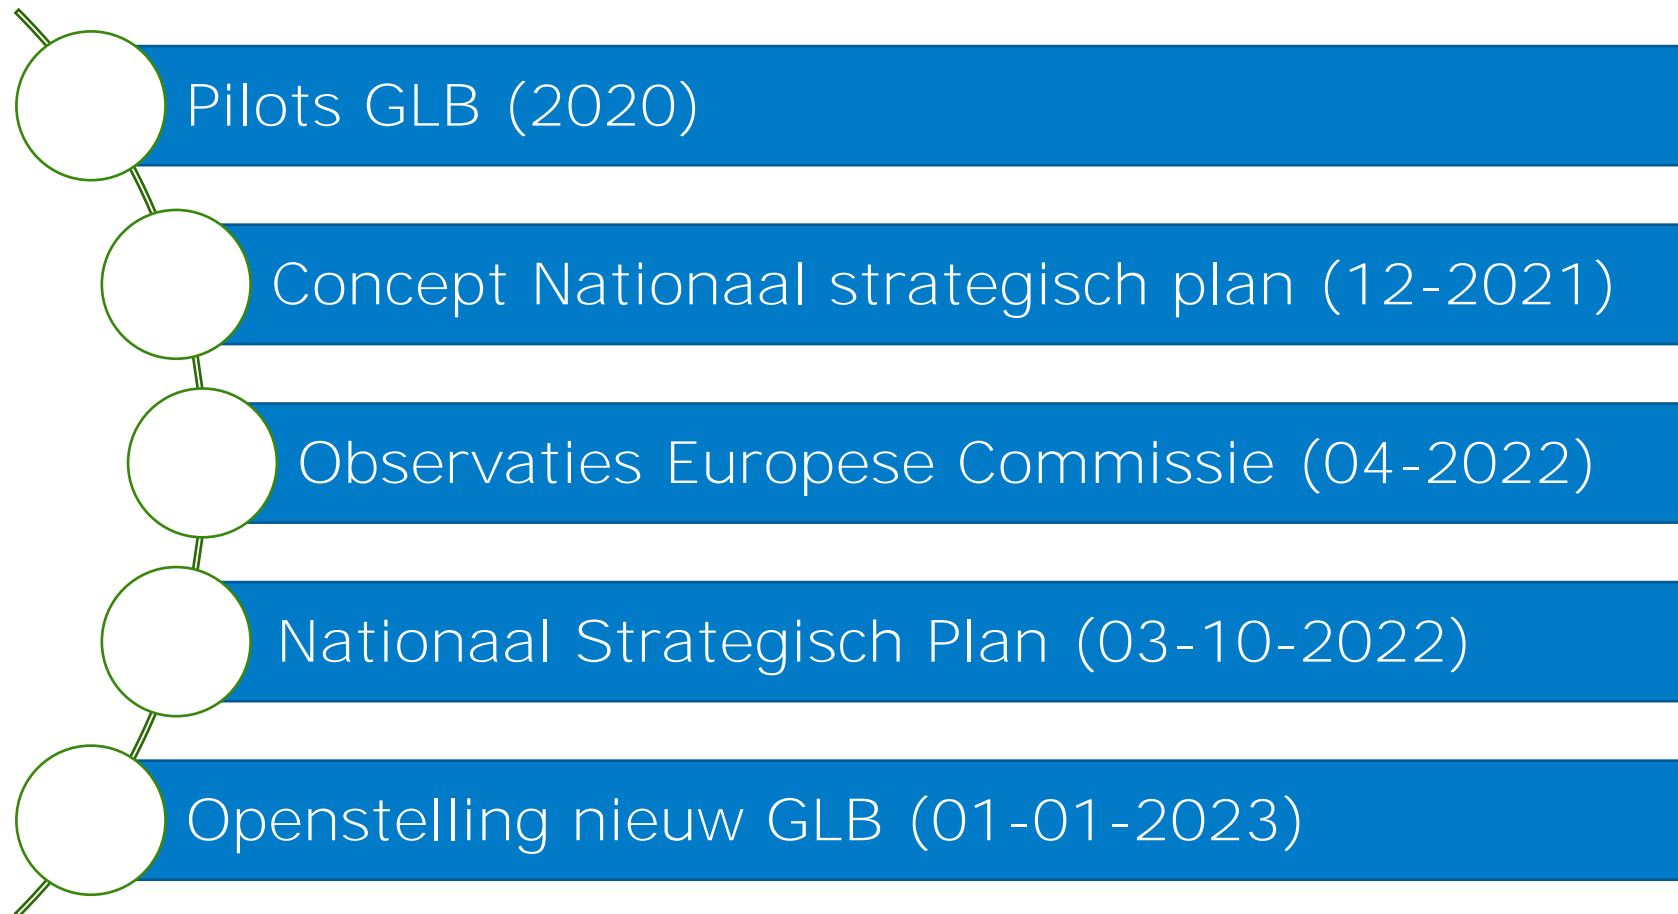 Pilots GLB (2020)
Concept Nationaal strategisch plan (12-2021)
Observaties Europese Commissie (04-2022)
Nationaal Strategisch Plan (03-10-2022)
Openstelling nieuw GLB (01-01-2023)